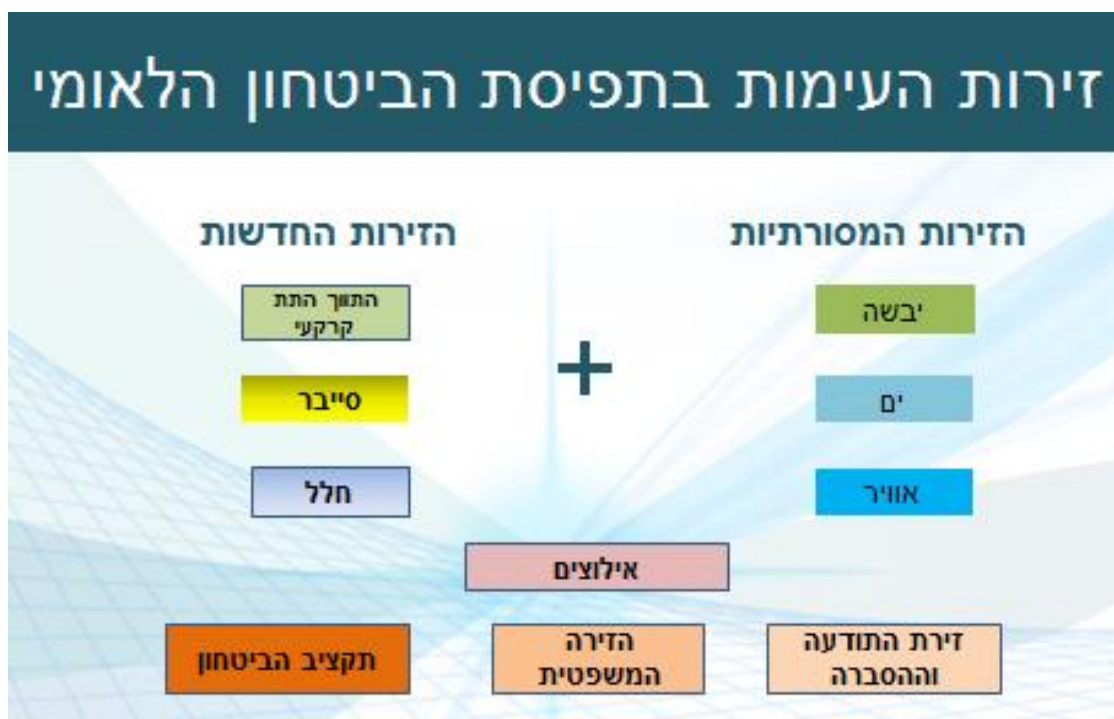 זירות העימות בתפיסת הביטחון הלאומי
הזירות המסורתיות
יבשה
ים
אוויר
+
הזירות החדשות
התווך התת
קרקעי
סייבר
חלל
אילוצים
זירת התודעה
וההסברה
הזירה
המשפטית
תקציב הביטחון